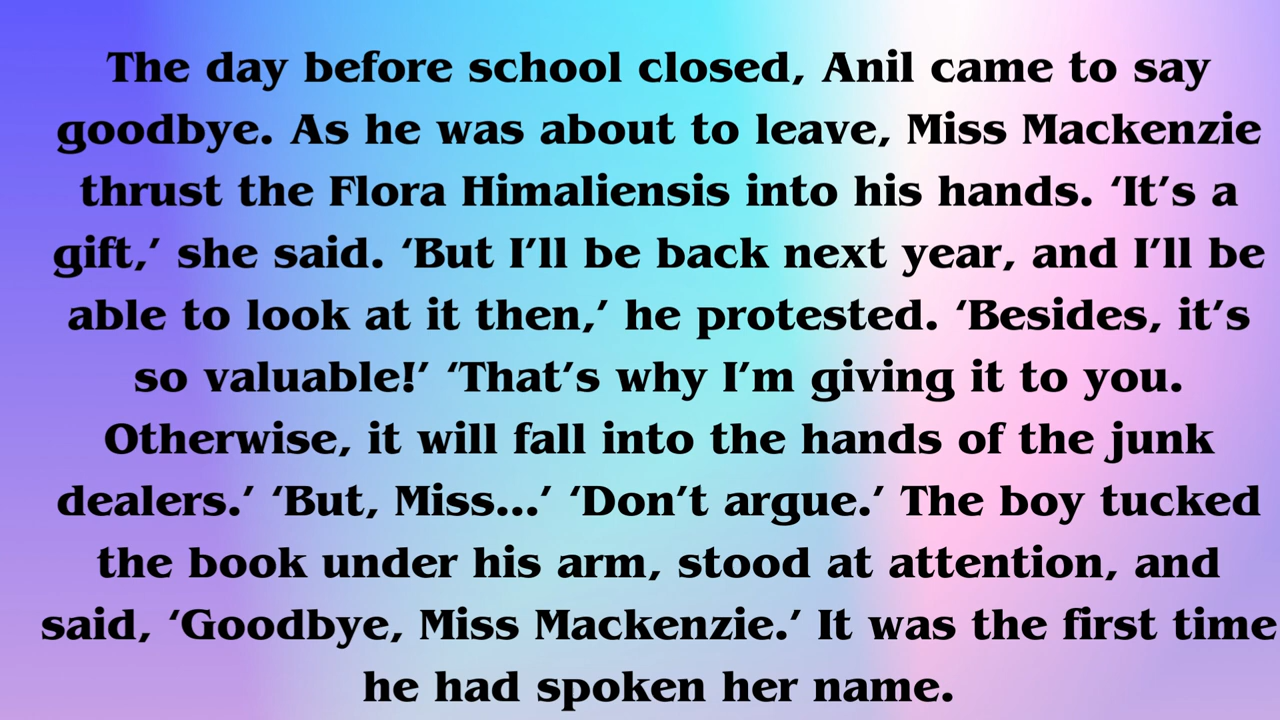 The day before school closed, Anil came to say
goodbye. As he was about to leave, Miss Mackenzie
thrust the Flora Himaliensis into his hands. ‘It’s a
gift,’ she said. ‘But I’ll be back next year, and I’ll be
able to look at it then,’ he protested. ‘Besides, it’s
so valuable!’ ‘That’s why I’m giving it to you.
Otherwise, it will fall into the hands of the junk
dealers.’ ‘But, Miss...’ ‘Don’t argue.’ The boy tucked
the book under his arm, stood at attention, and
said, ‘Goodbye, Miss Mackenzie.’ It was the first time
he had spoken her name.